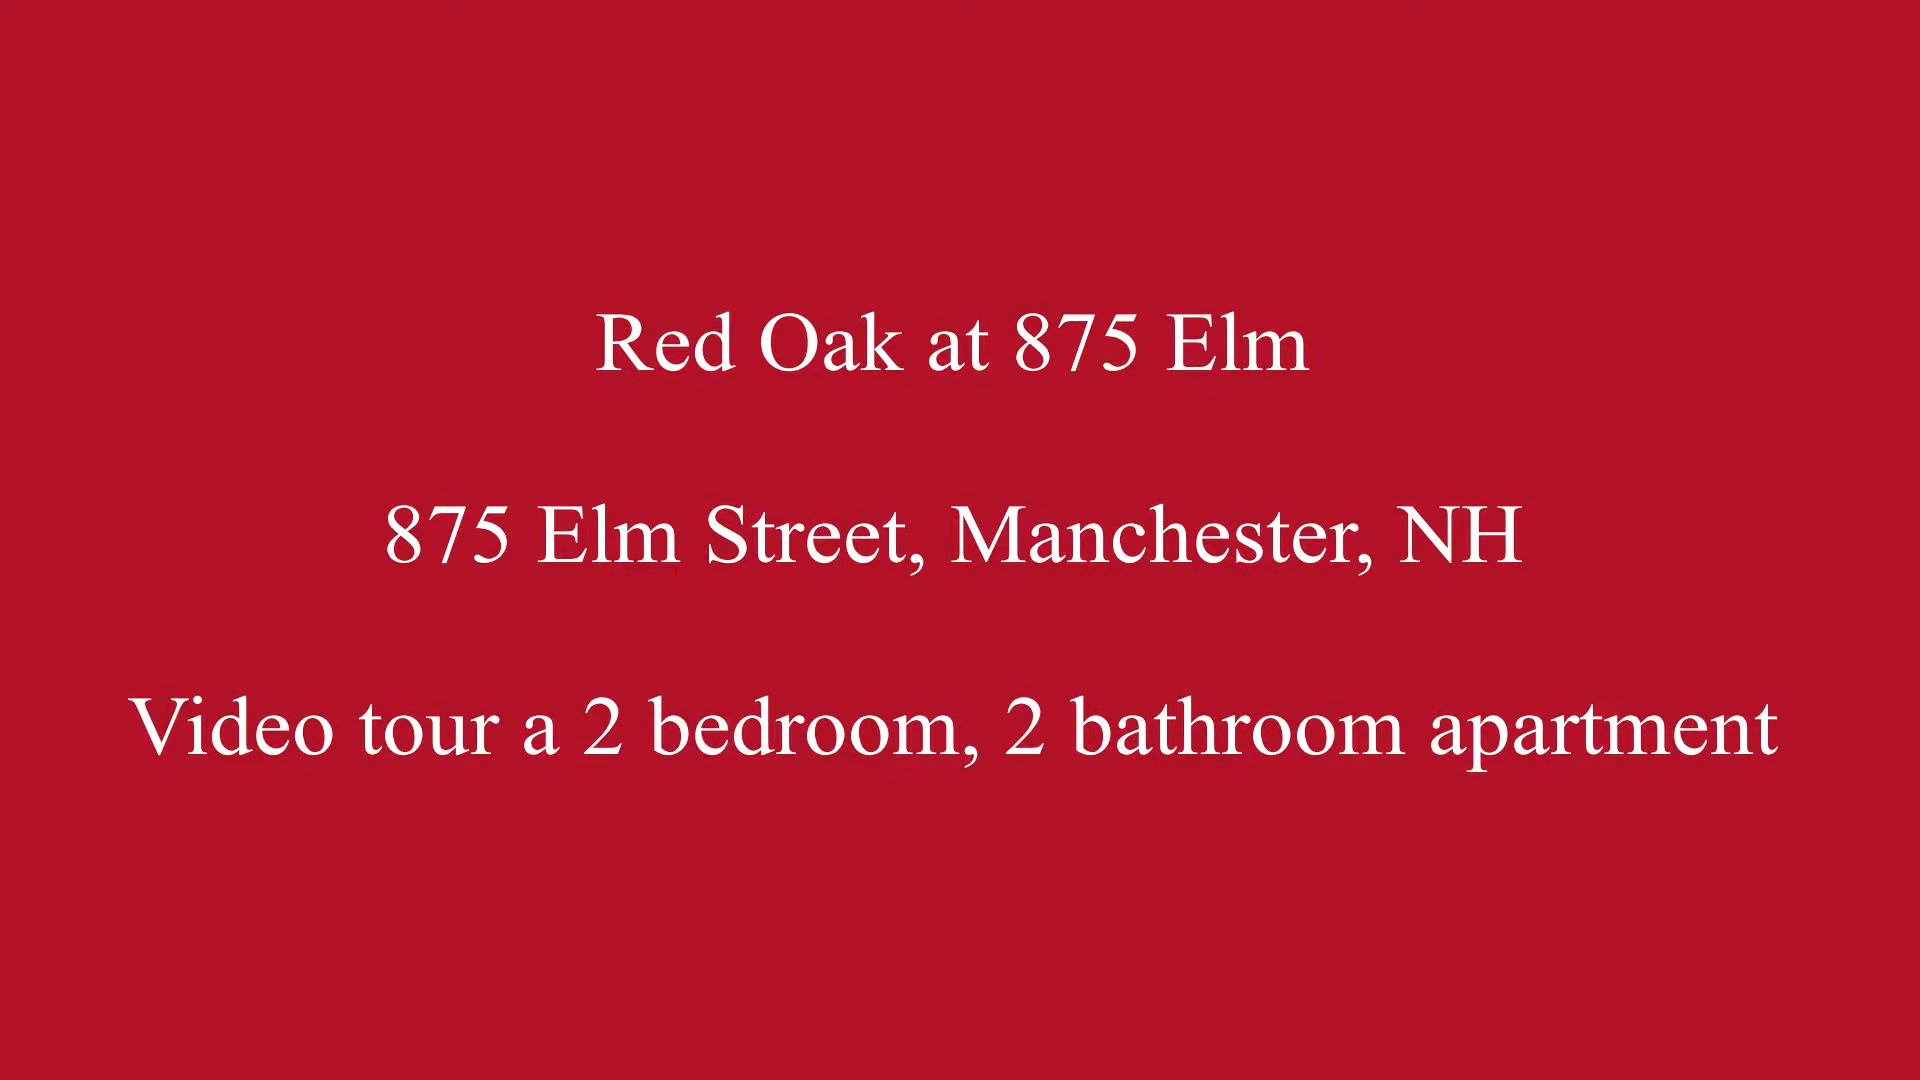 Red Oak at 875 Elm
875 Elm Street, Manchester, NH
Video tour a 2 bedroom, 2 bathroom apartment